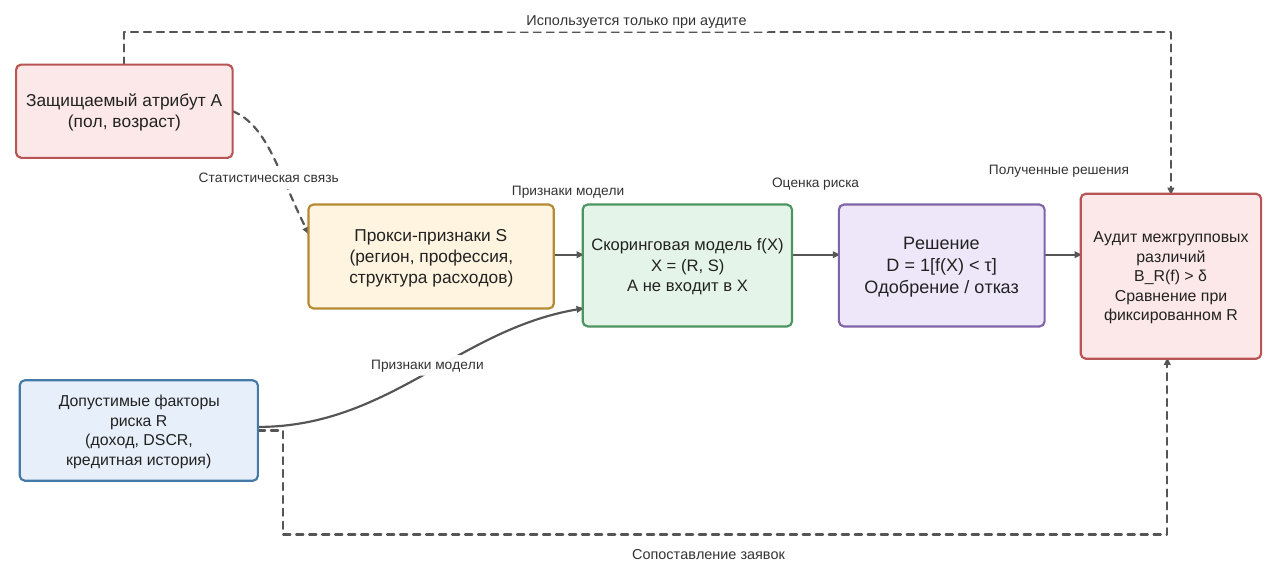 Используется только при аудите
Защищаемый атрибут A
(пол, возраст)
Статистическая связь
Прокси-признаки S
(регион, профессия,
структура расходов)
Признаки модели
Скоринговая модель f(X)
X = (R, S)
A не входит в X
Оценка риска
Решение
D = 1[f(X) < τ]
Одобрение / отказ
Полученные решения
Аудит межгрупповых
различий
B_R(f) > δ
Сравнение при
фиксированном R
Признаки модели
Допустимые факторы
риска R
(доход, DSCR,
кредитная история)
Сопоставление заявок